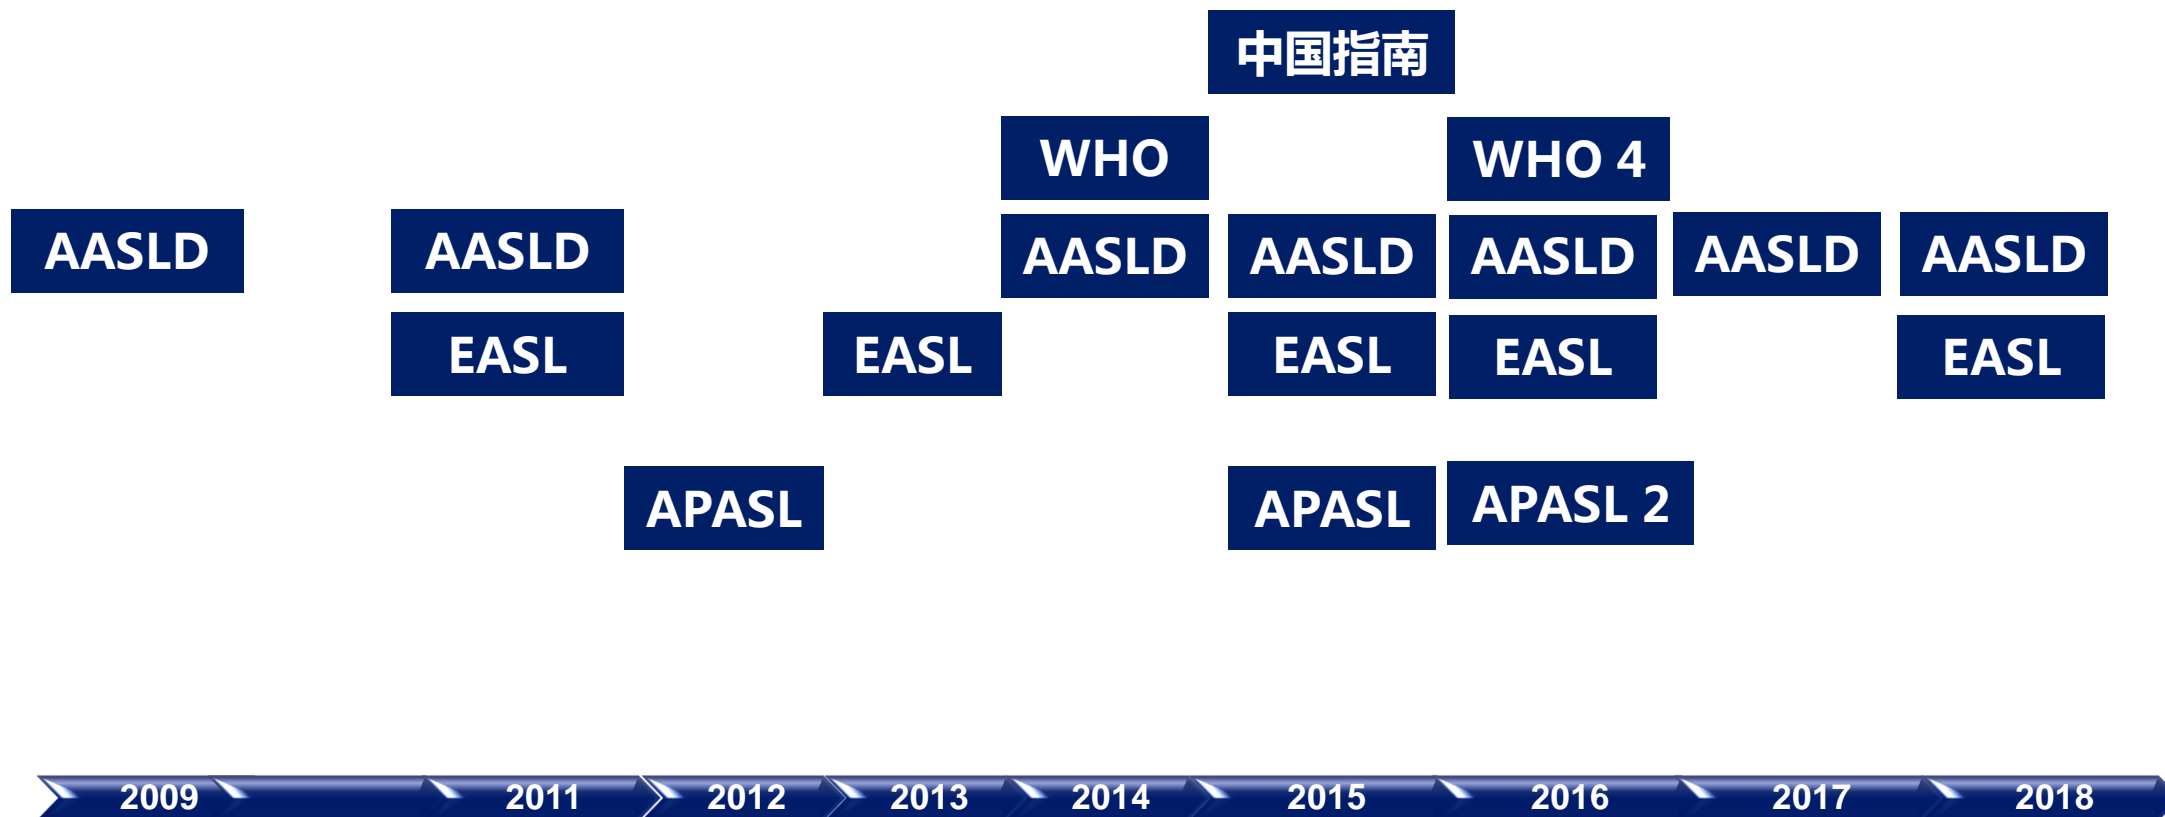 中国指南
WHO
WHO 4
AASLD
AASLD
AASLD
AASLD
AASLD
AASLD
AASLD
EASL
EASL
EASL
EASL
EASL
APASL
APASL
APASL 2
2009
2011
2012
2013
2014
2015
2016
2017
2018